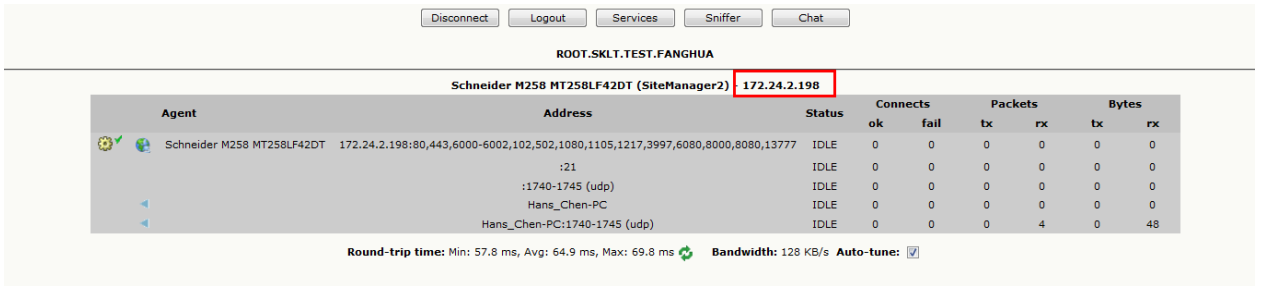 Disconnect Logout Services Sniffer Chat
ROOT.SKLT.TEST.FANGHUA
Schneider M258 MT258LF42DT (SiteManager2) - 172.24.2.198
Agent Address Status Connects Packets Bytes
ok fail tx rx tx rx
Schneider M258 MT258LF42DT 172.24.2.198:80,443,6000-6002,102,502,1080,1105,1217,3997,6080,8000,8080,13777 IDLE 0 0 0 0 0 0
:21 IDLE 0 0 0 0 0 0
:1740-1745 (udp) IDLE 0 0 0 0 0 0
Hans_Chen-PC IDLE 0 0 0 0 0 0
Hans_Chen-PC:1740-1745 (udp) IDLE 0 0 0 4 0 48
Round-trip time: Min: 57.8 ms, Avg: 64.9 ms, Max: 69.8 ms Bandwidth: 128 KB/s Auto-tune: